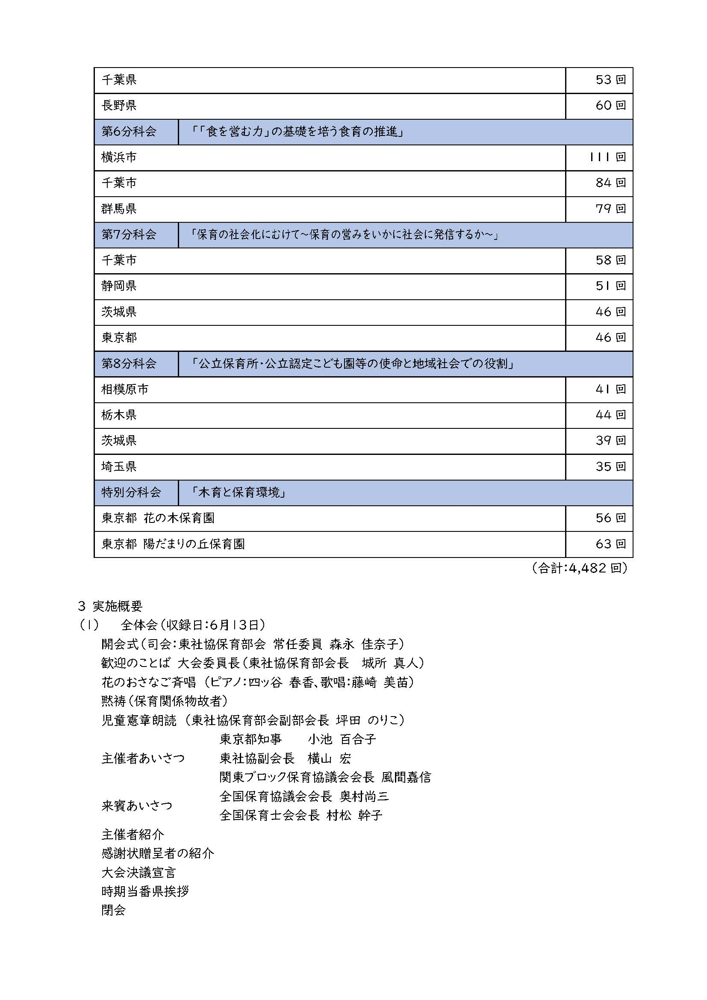 千葉県 53 回
長野県 60 回
第6分科会 「「食を営む力」の基礎を培う食育の推進」
横浜市 111 回
千葉市 84 回
群馬県 79 回
第7分科会 「保育の社会化にむけて~保育の営みをいかに社会に発信するか~」
千葉市 58 回
静岡県 51 回
茨城県 46 回
東京都 46 回
第8分科会 「公立保育所・公立認定こども園等の使命と地域社会での役割」
相模原市 41 回
栃木県 44 回
茨城県 39 回
埼玉県 35 回
特別分科会 「木育と保育環境」
東京都 花の木保育園 56 回
東京都 陽だまりの丘保育園 63 回
(合計:4,482 回)
3 実施概要
(1) 全体会(収録日:6月13日)
開会式(司会:東社協保育部会 常任委員 森永 佳奈子)
歓迎のことば 大会委員長(東社協保育部会長 城所 真人)
花のおさなご斉唱 (ピアノ:四ッ谷 春香、歌唱:藤崎 美苗)
黙祷(保育関係物故者)
児童憲章朗読 (東社協保育部会副部会長 坪田 のりこ)
東京都知事 小池 百合子
主催者あいさつ 東社協副会長 横山 宏
関東ブロック保育協議会会長 風間嘉信
全国保育協議会会長 奥村尚三
来賓あいさつ
全国保育士会会長 村松 幹子
主催者紹介
感謝状贈呈者の紹介
大会決議宣言
時期当番県挨拶
閉会